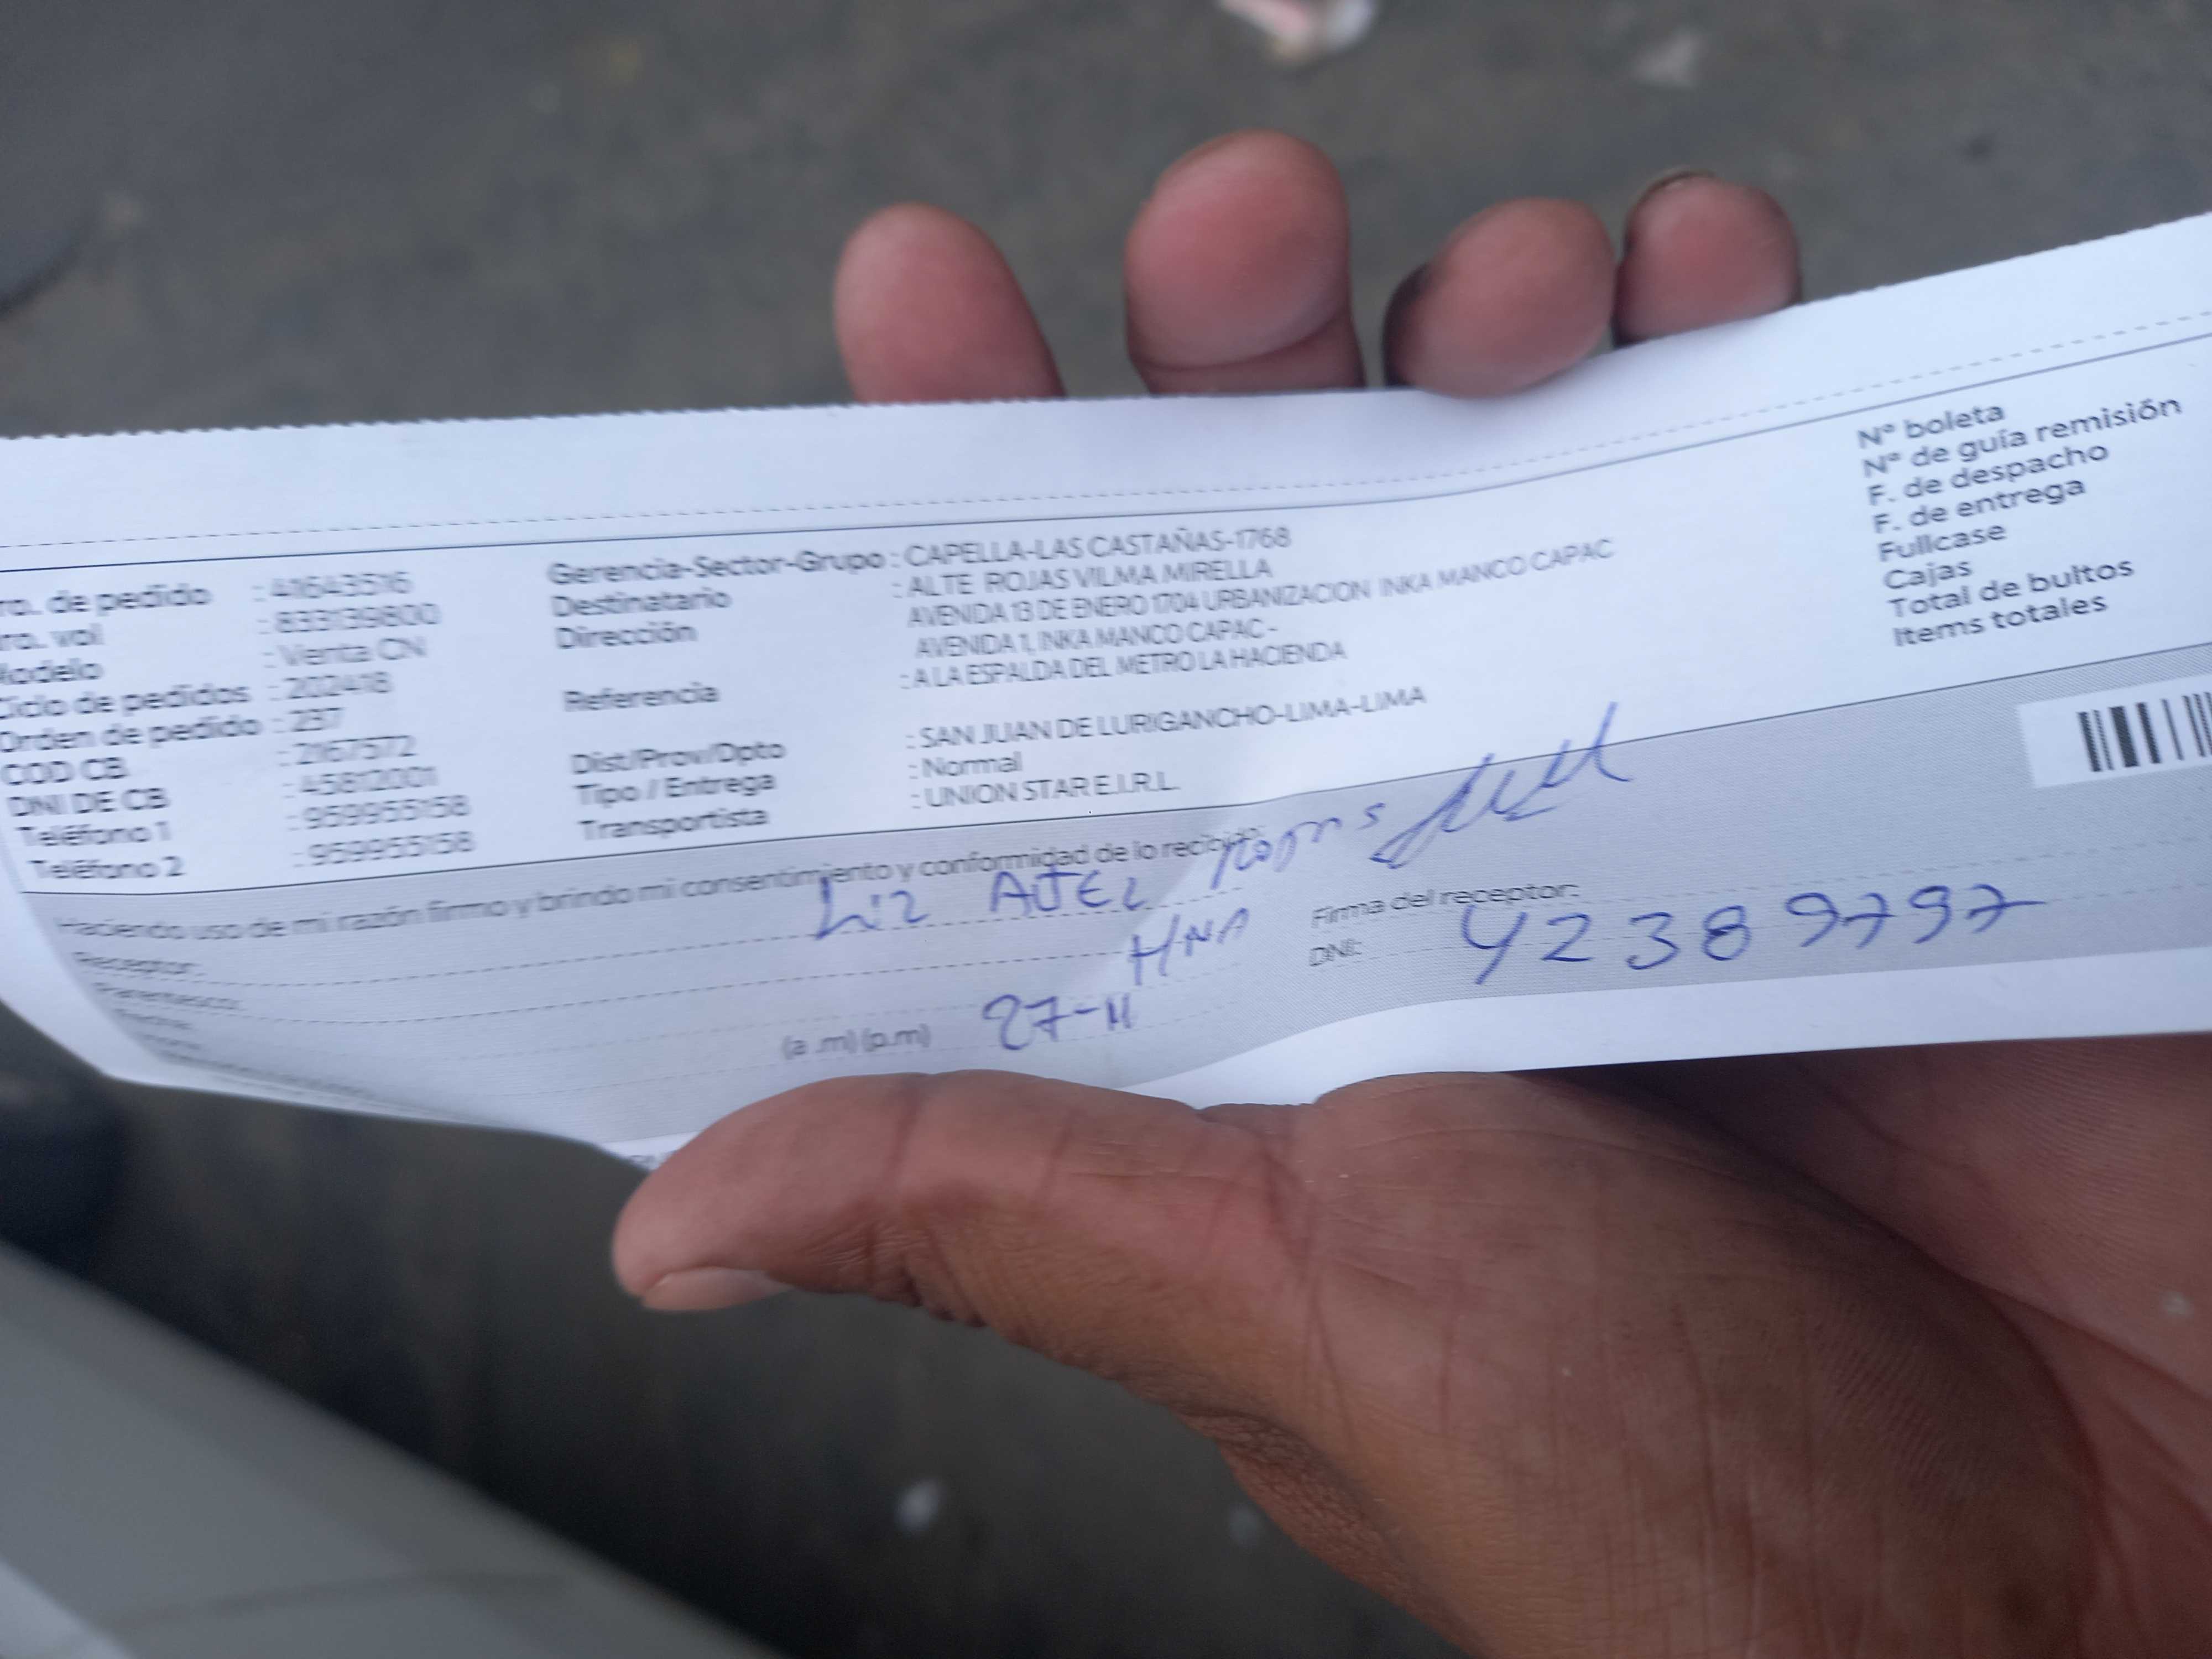 ro. de pedido : 41643516
ro. vol : 833139800
Modelo : Venta CN
Ciclo de pedidos : 202418
Orden de pedido : 237
COD CB : 2167572
DNI DE CB : 45812001
Teléfono 1 : 959955158
Teléfono 2 : 959955158
Gerencia-Sector-Grupo : CAPELLA-LAS CASTAÑAS-1768
Destinatario : ALTE ROJAS VILMA MIRELLA
Dirección AVENIDA 13 DE ENERO 1704 URBANIZACION INKA MANCO CAPAC
AVENIDA 1, INKA MANCO CAPAC -
Referencia : A LA ESPALDA DEL METRO LA HACIENDA
Dist/Prov/Dpto : SAN JUAN DE LURIGANCHO-LIMA-LIMA
Tipo / Entrega : Normal
Transportista : UNION STAR E.I.R.L.
N° boleta
N° de guía remisión
F. de despacho
F. de entrega
Fullcase
Cajas
Total de bultos
Items totales
Haciendo uso de mi razón firmo y brindo mi consentimiento y conformidad de lo recibido:
Receptor: Liz
Parentesco: HNA
(a .m) (p.m) 27-11
Firma del receptor:
DNI: 42389797